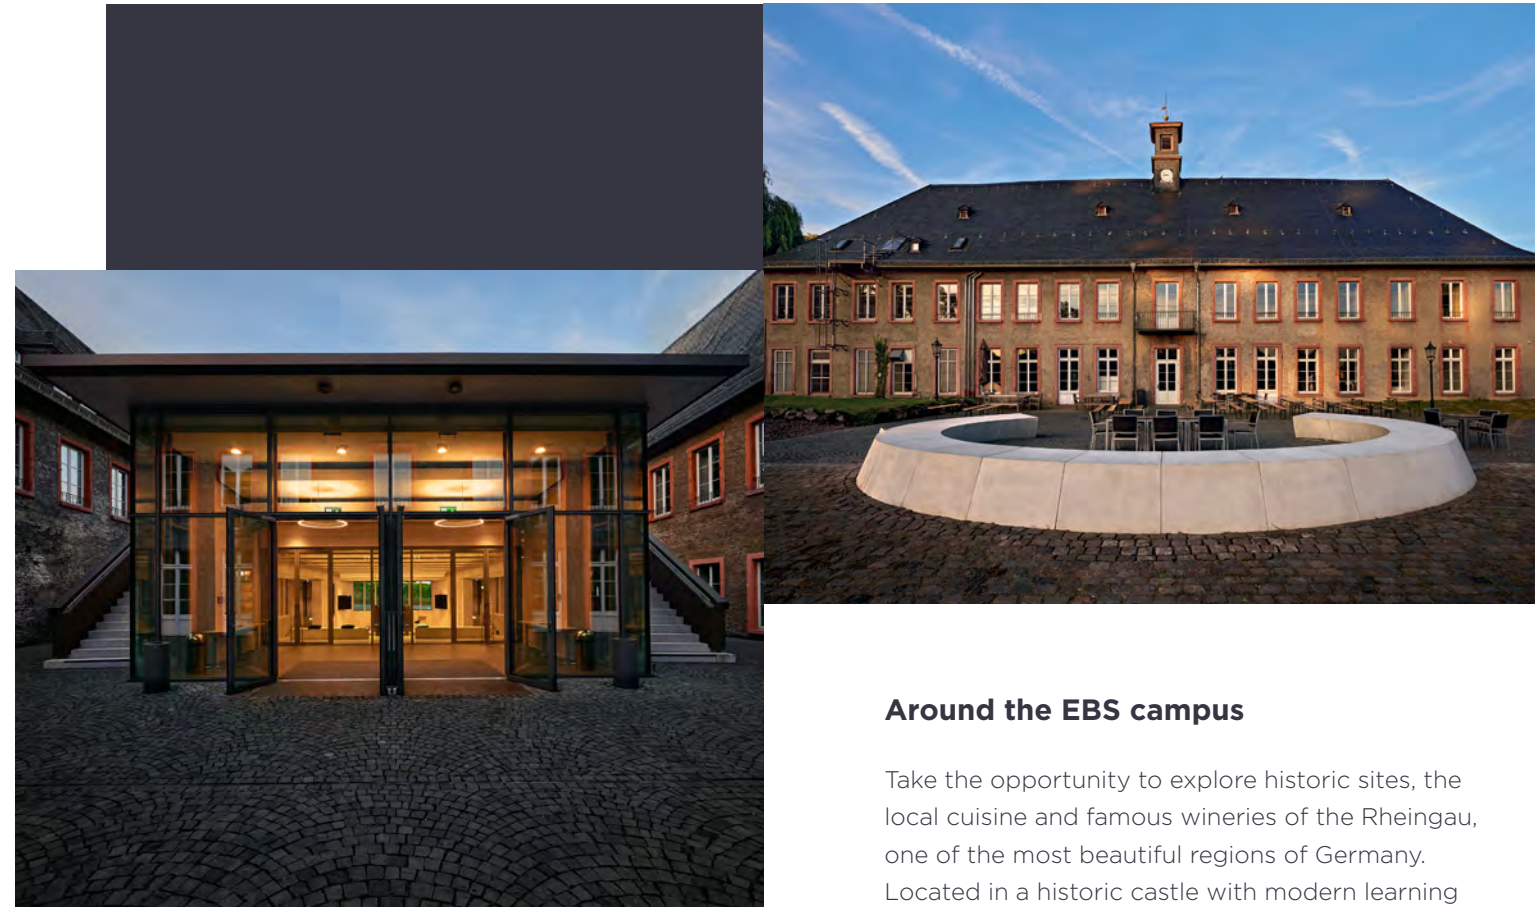 Around the EBS campus
Take the opportunity to explore historic sites, the
local cuisine and famous wineries of the Rheingau,
one of the most beautiful regions of Germany.
Located in a historic castle with modern learning